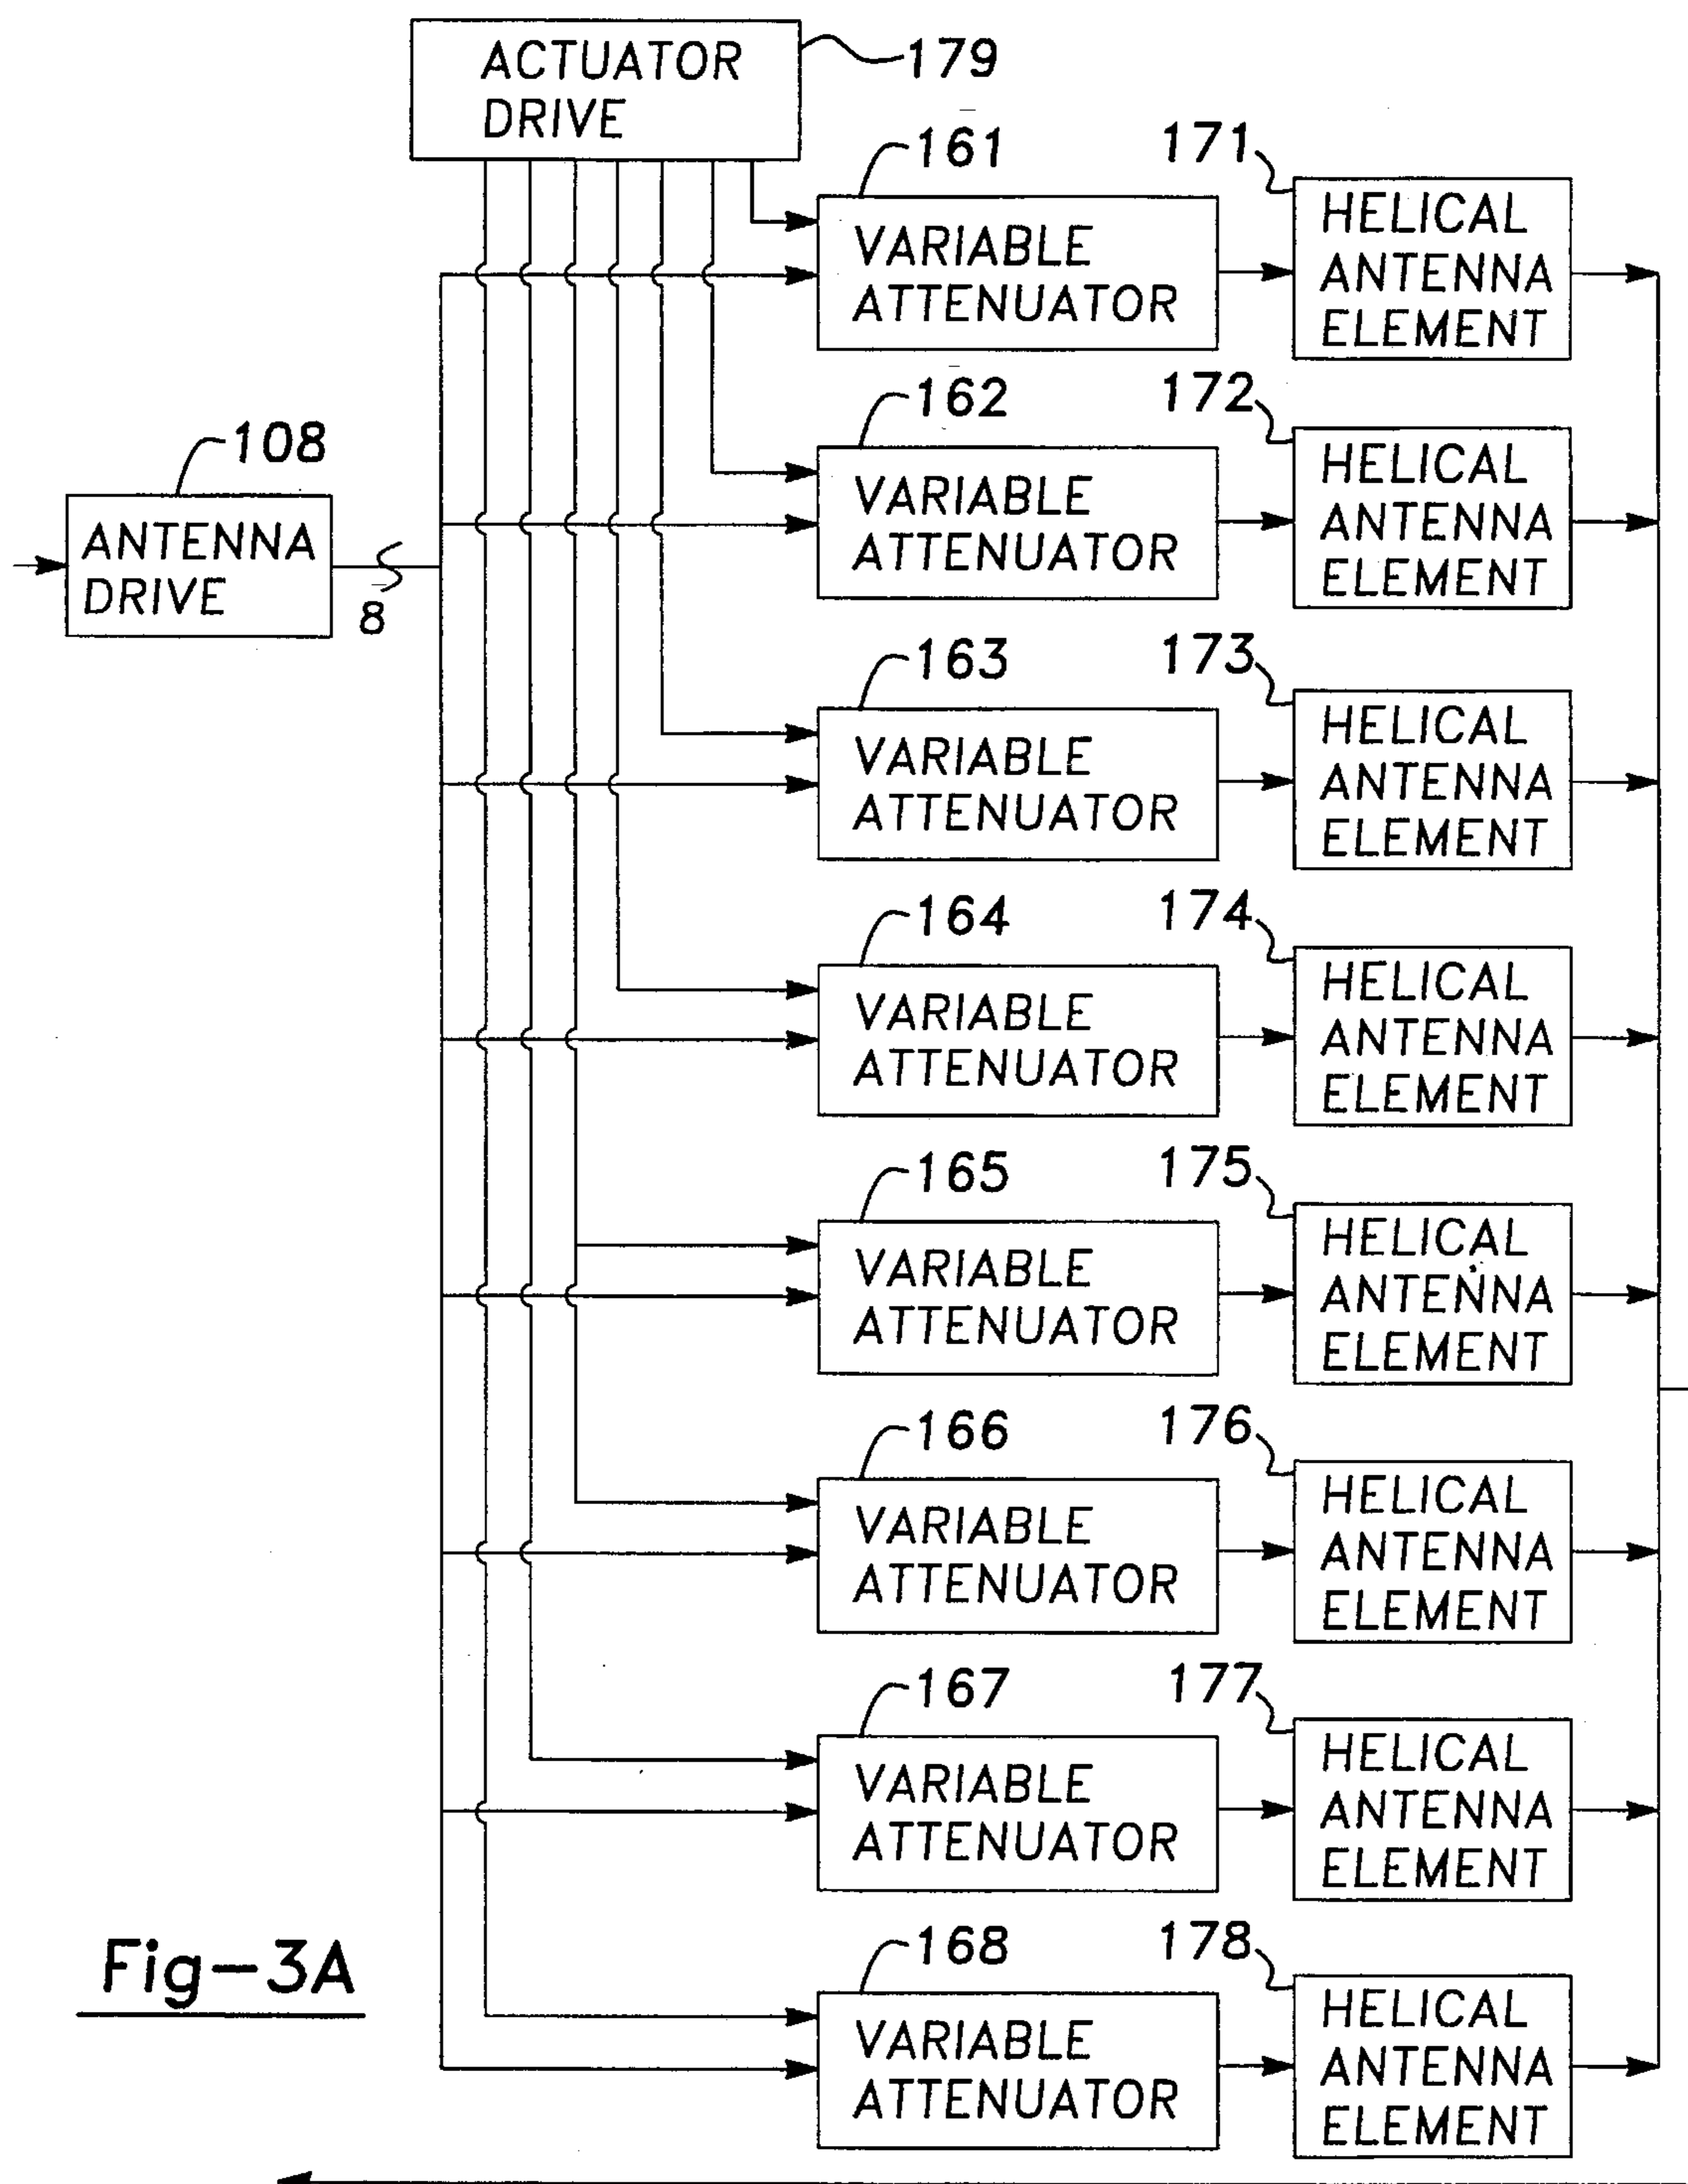 ACTUATOR
DRIVE
179
161
VARIABLE
ATTENUATOR
171
HELICAL
ANTENNA
ELEMENT
108
ANTENNA
DRIVE
8
162
VARIABLE
ATTENUATOR
172
HELICAL
ANTENNA
ELEMENT
163
VARIABLE
ATTENUATOR
173
HELICAL
ANTENNA
ELEMENT
164
VARIABLE
ATTENUATOR
174
HELICAL
ANTENNA
ELEMENT
165
VARIABLE
ATTENUATOR
175
HELICAL
ANTENNA
ELEMENT
166
VARIABLE
ATTENUATOR
176
HELICAL
ANTENNA
ELEMENT
167
VARIABLE
ATTENUATOR
177
HELICAL
ANTENNA
ELEMENT
168
VARIABLE
ATTENUATOR
178
HELICAL
ANTENNA
ELEMENT
Fig-3A